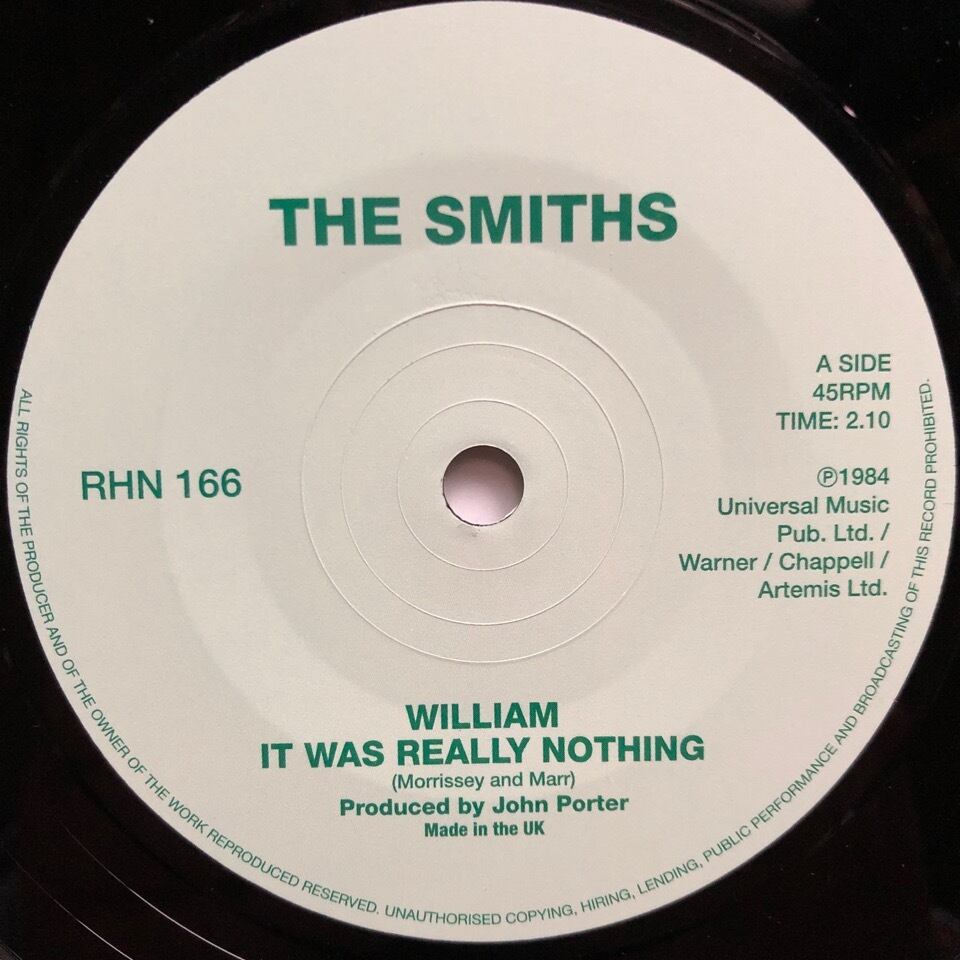 THE SMITHS
A SIDE
45RPM
TIME: 2.10
RHN 166
℗1984
Universal Music
Pub. Ltd. /
Warner / Chappell /
Artemis Ltd.
WILLIAM
IT WAS REALLY NOTHING
(Morrissey and Marr)
Produced by John Porter
Made in the UK
ALL RIGHTS OF THE PRODUCER AND OF THE OWNER OF THE WORK REPRODUCED RESERVED. UNAUTHORISED COPYING, HIRING, LENDING, PUBLIC PERFORMANCE AND BROADCASTING OF THIS RECORD PROHIBITED.